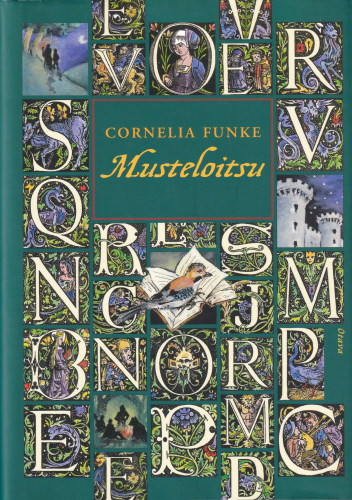 E V
V O E R
CORNELIA FUNKE
Musteloitsu
S V
Q
R E S
N G M
Otava
B N O R P
E P M C